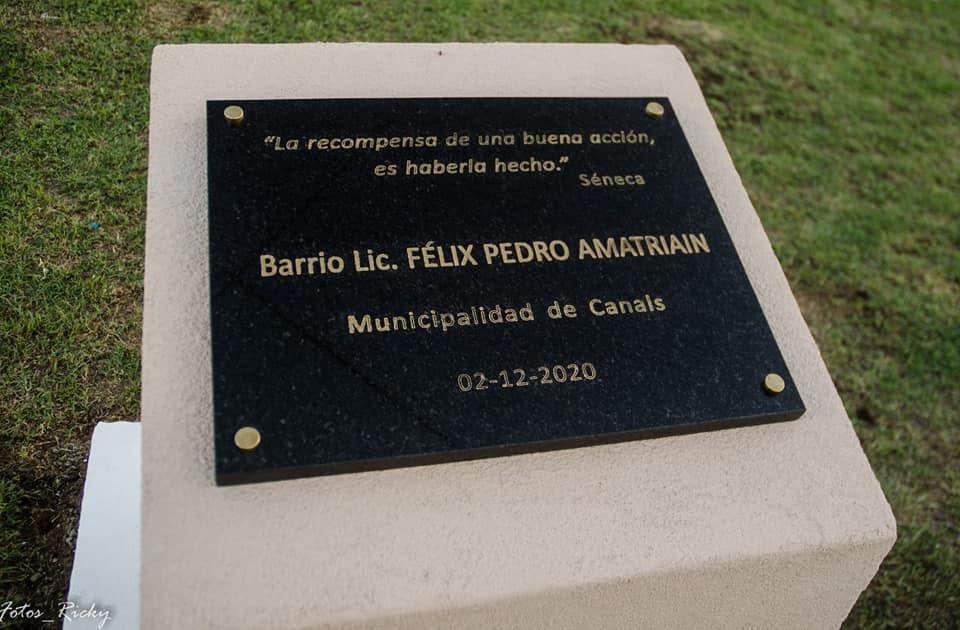 “La recompensa de una buena acción,
es haberla hecho.”
Séneca
Barrio Lic. FÉLIX PEDRO AMATRIAIN
Municipalidad de Canals
02-12-2020
Fotos_Ricky